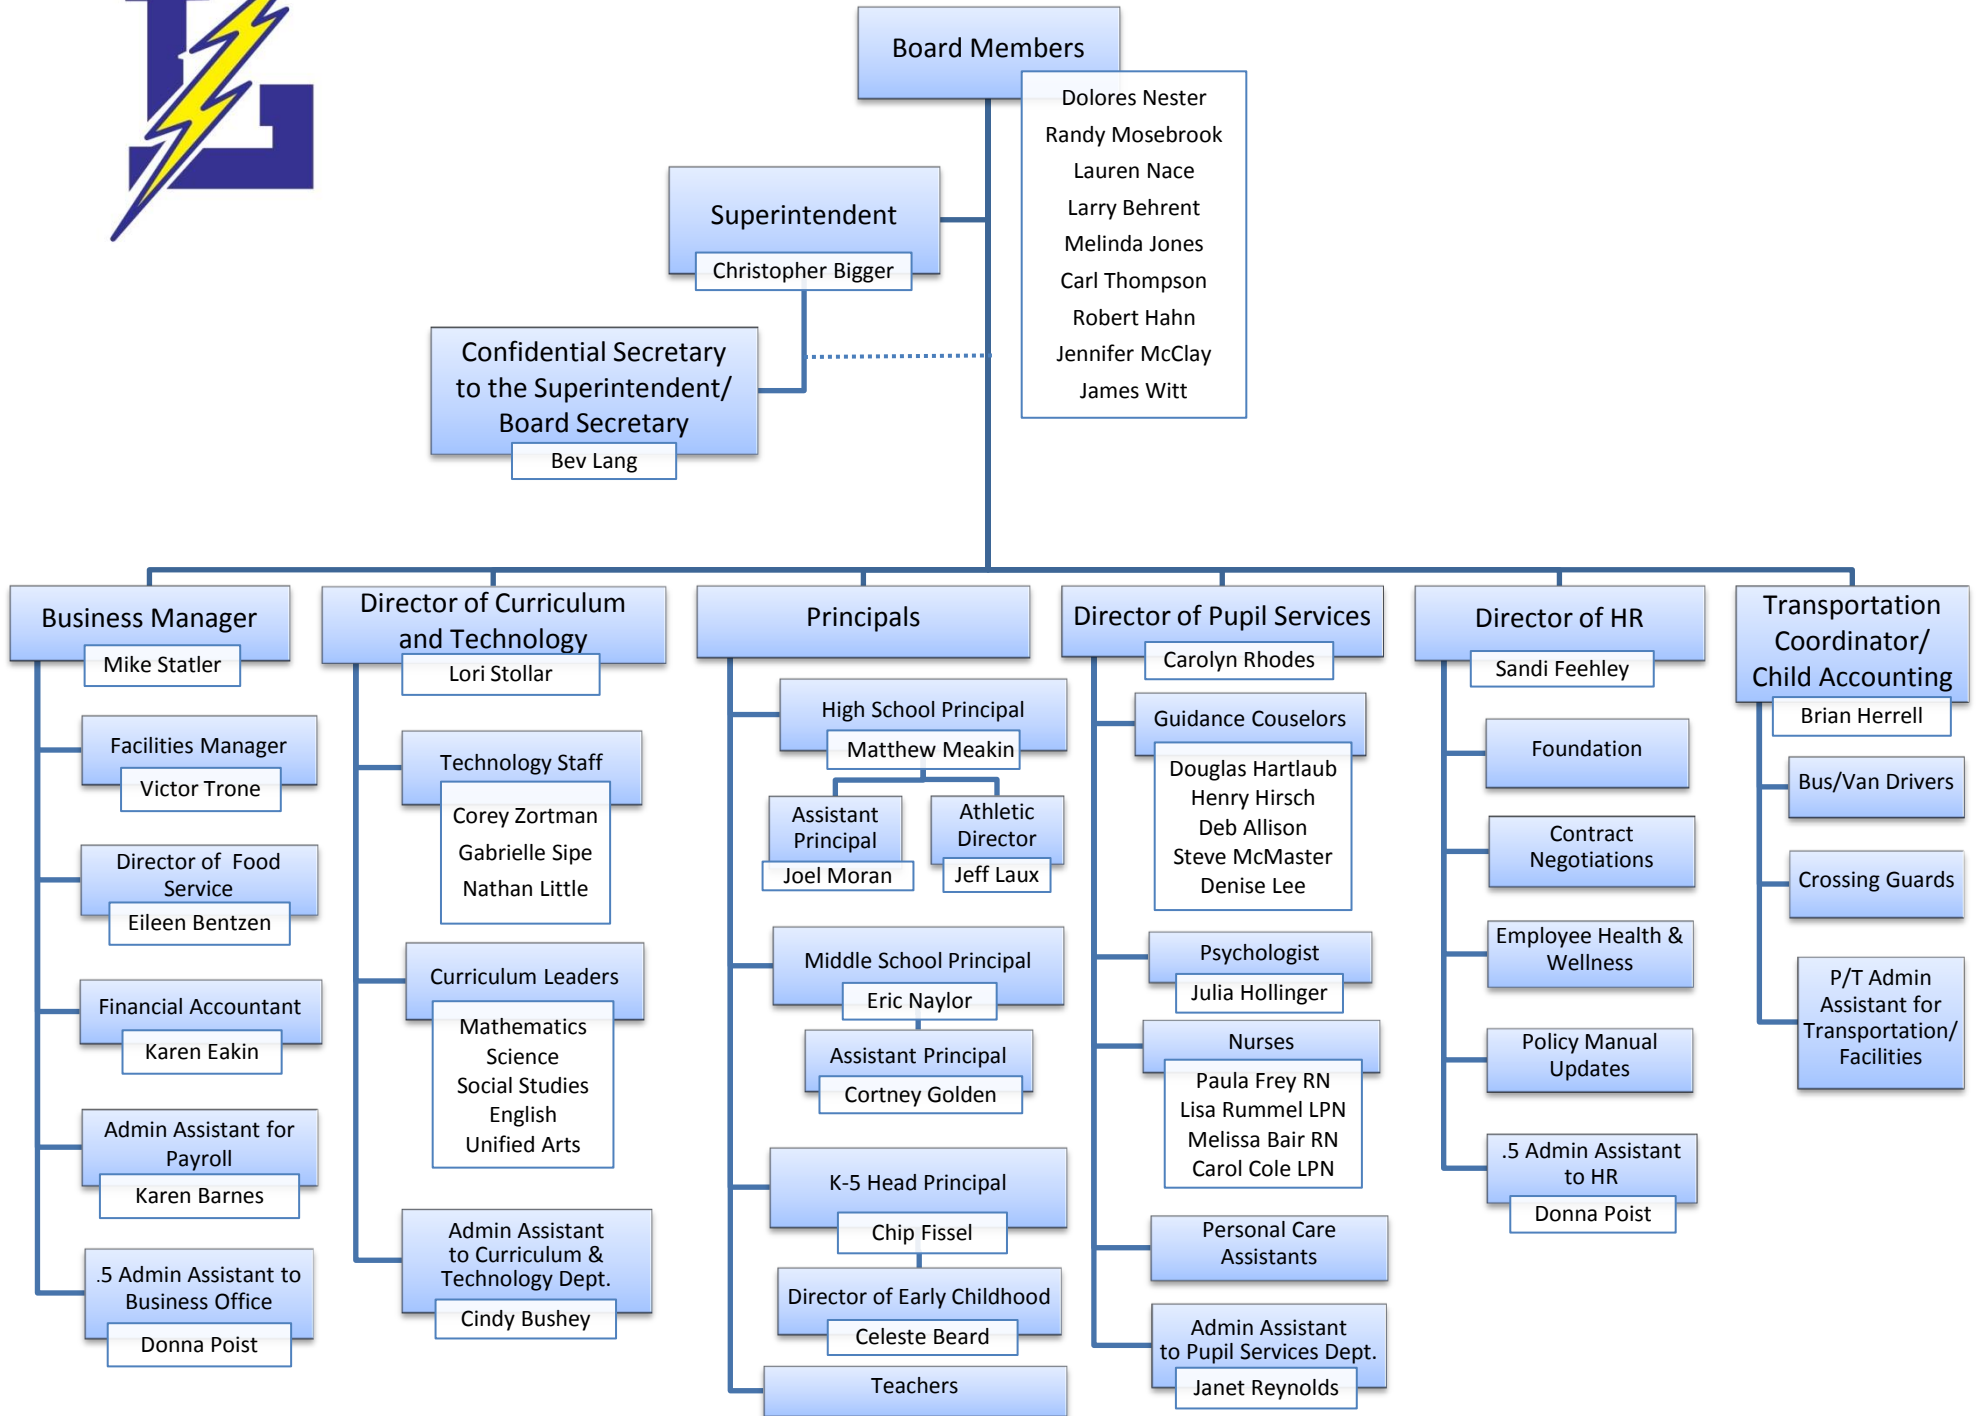 Board Members
Dolores Nester
Randy Mosebrook
Lauren Nace
Larry Behrent
Melinda Jones
Carl Thompson
Robert Hahn
Jennifer McClay
James Witt
Superintendent
Christopher Bigger
Confidential Secretary
to the Superintendent/
Board Secretary
Bev Lang
Business Manager
Mike Statler
Facilities Manager
Victor Trone
Director of Food
Service
Eileen Bentzen
Financial Accountant
Karen Eakin
Admin Assistant for
Payroll
Karen Barnes
.5 Admin Assistant to
Business Office
Donna Poist
Director of Curriculum
and Technology
Lori Stollar
Technology Staff
Corey Zortman
Gabrielle Sipe
Nathan Little
Curriculum Leaders
Mathematics
Science
Social Studies
English
Unified Arts
Admin Assistant
to Curriculum &
Technology Dept.
Cindy Bushey
Principals
High School Principal
Matthew Meakin
Assistant
Principal
Joel Moran
Athletic
Director
Jeff Laux
Middle School Principal
Eric Naylor
Assistant Principal
Cortney Golden
K-5 Head Principal
Chip Fissel
Director of Early Childhood
Celeste Beard
Teachers
Director of Pupil Services
Carolyn Rhodes
Guidance Couselors
Douglas Hartlaub
Henry Hirsch
Deb Allison
Steve McMaster
Denise Lee
Psychologist
Julia Hollinger
Nurses
Paula Frey RN
Lisa Rummel LPN
Melissa Bair RN
Carol Cole LPN
Personal Care
Assistants
Admin Assistant
to Pupil Services Dept.
Janet Reynolds
Director of HR
Sandi Feehley
Foundation
Contract
Negotiations
Employee Health &
Wellness
Policy Manual
Updates
.5 Admin Assistant
to HR
Donna Poist
Transportation
Coordinator/
Child Accounting
Brian Herrell
Bus/Van Drivers
Crossing Guards
P/T Admin
Assistant for
Transportation/
Facilities
L